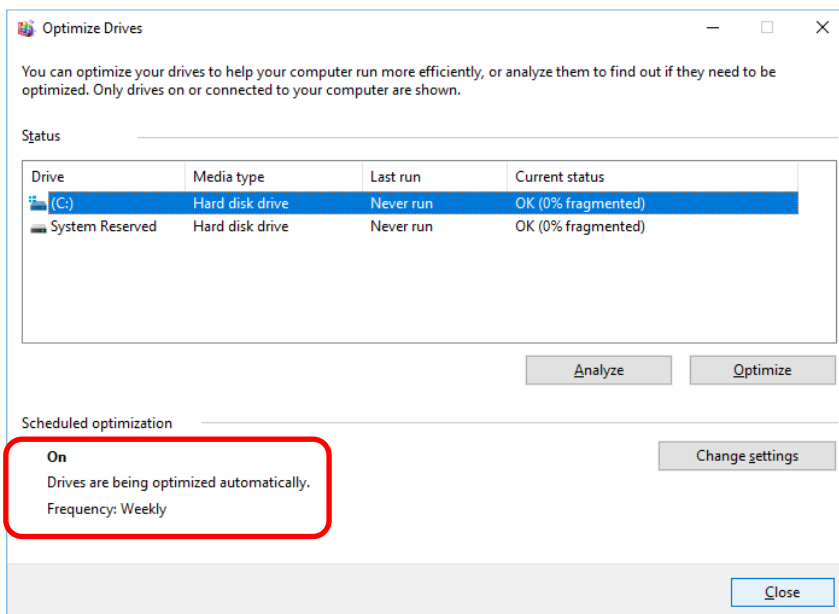 Optimize Drives
You can optimize your drives to help your computer run more efficiently, or analyze them to find out if they need to be
optimized. Only drives on or connected to your computer are shown.
Status
Drive Media type Last run Current status
(C:) Hard disk drive Never run OK (0% fragmented)
System Reserved Hard disk drive Never run OK (0% fragmented)
Analyze Optimize
Scheduled optimization
On
Change settings
Drives are being optimized automatically.
Frequency: Weekly
Close